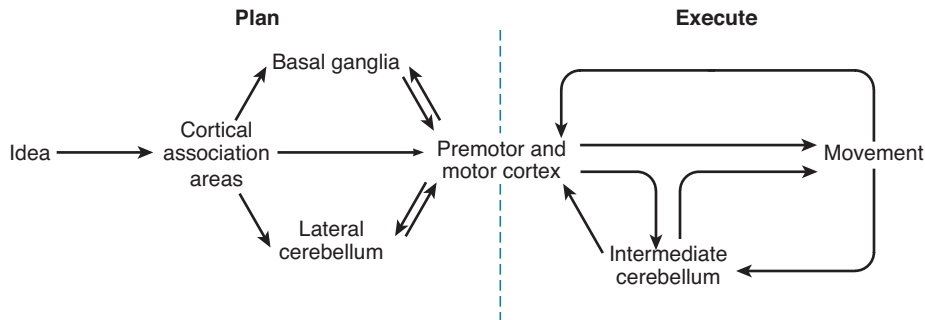 Plan
Execute
Basal ganglia
Idea
Cortical
association
areas
Premotor and
motor cortex
Movement
Lateral
cerebellum
Intermediate
cerebellum